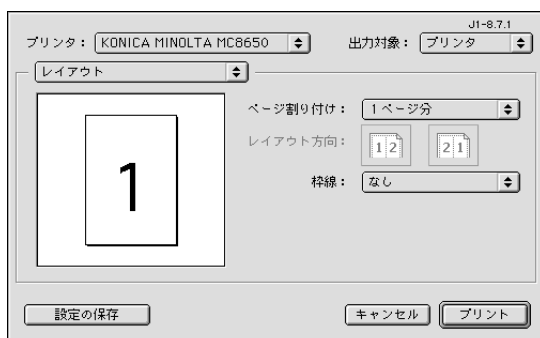 J1-8.7.1
プリンタ： KONICA MINOLTA MC8650 出力対象： プリンタ
レイアウト
ページ割り付け： 1 ページ分
レイアウト方向： 1 2 2 1
1
枠線： なし
設定の保存 キャンセル プリント